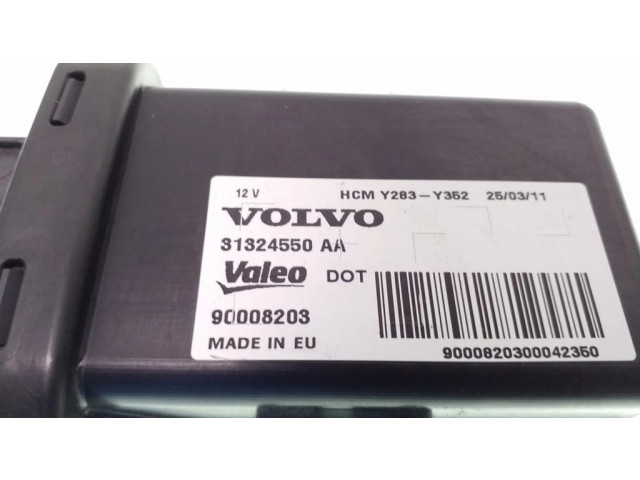 12 V HCM Y283-Y352 25/03/11
VOLVO
31324550 AA
Valeo DOT
90008203
MADE IN EU
9000820300042350